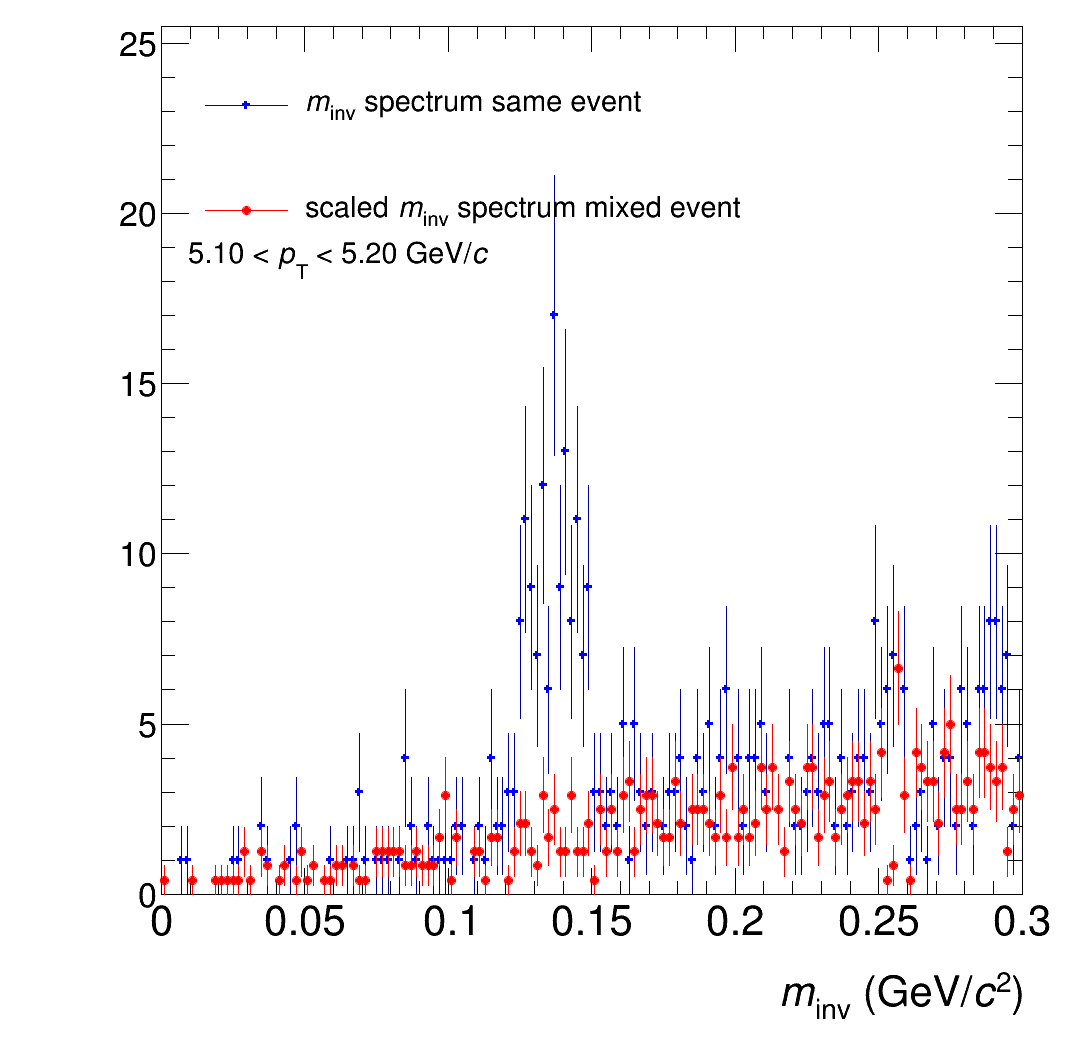 25
m_inv spectrum same event
20
scaled m_inv spectrum mixed event
5.10 < p_T < 5.20 GeV/c
15
10
5
0
0 0.05 0.1 0.15 0.2 0.25 0.3
m_inv (GeV/c²)